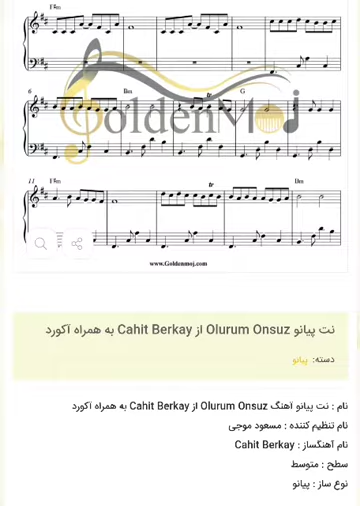 F#m
GoldenMoj
6
Bm
G
11
F#m
Bm
www.Goldenmoj.com
نت پیانو Olurum Onsuz از Cahit Berkay به همراه آکورد
دسته: پیانو
نام : نت پیانو آهنگ Olurum Onsuz از Cahit Berkay به همراه آکورد
نام تنظیم کننده : مسعود موجی
نام آهنگساز : Cahit Berkay
سطح : متوسط
نوع ساز : پیانو